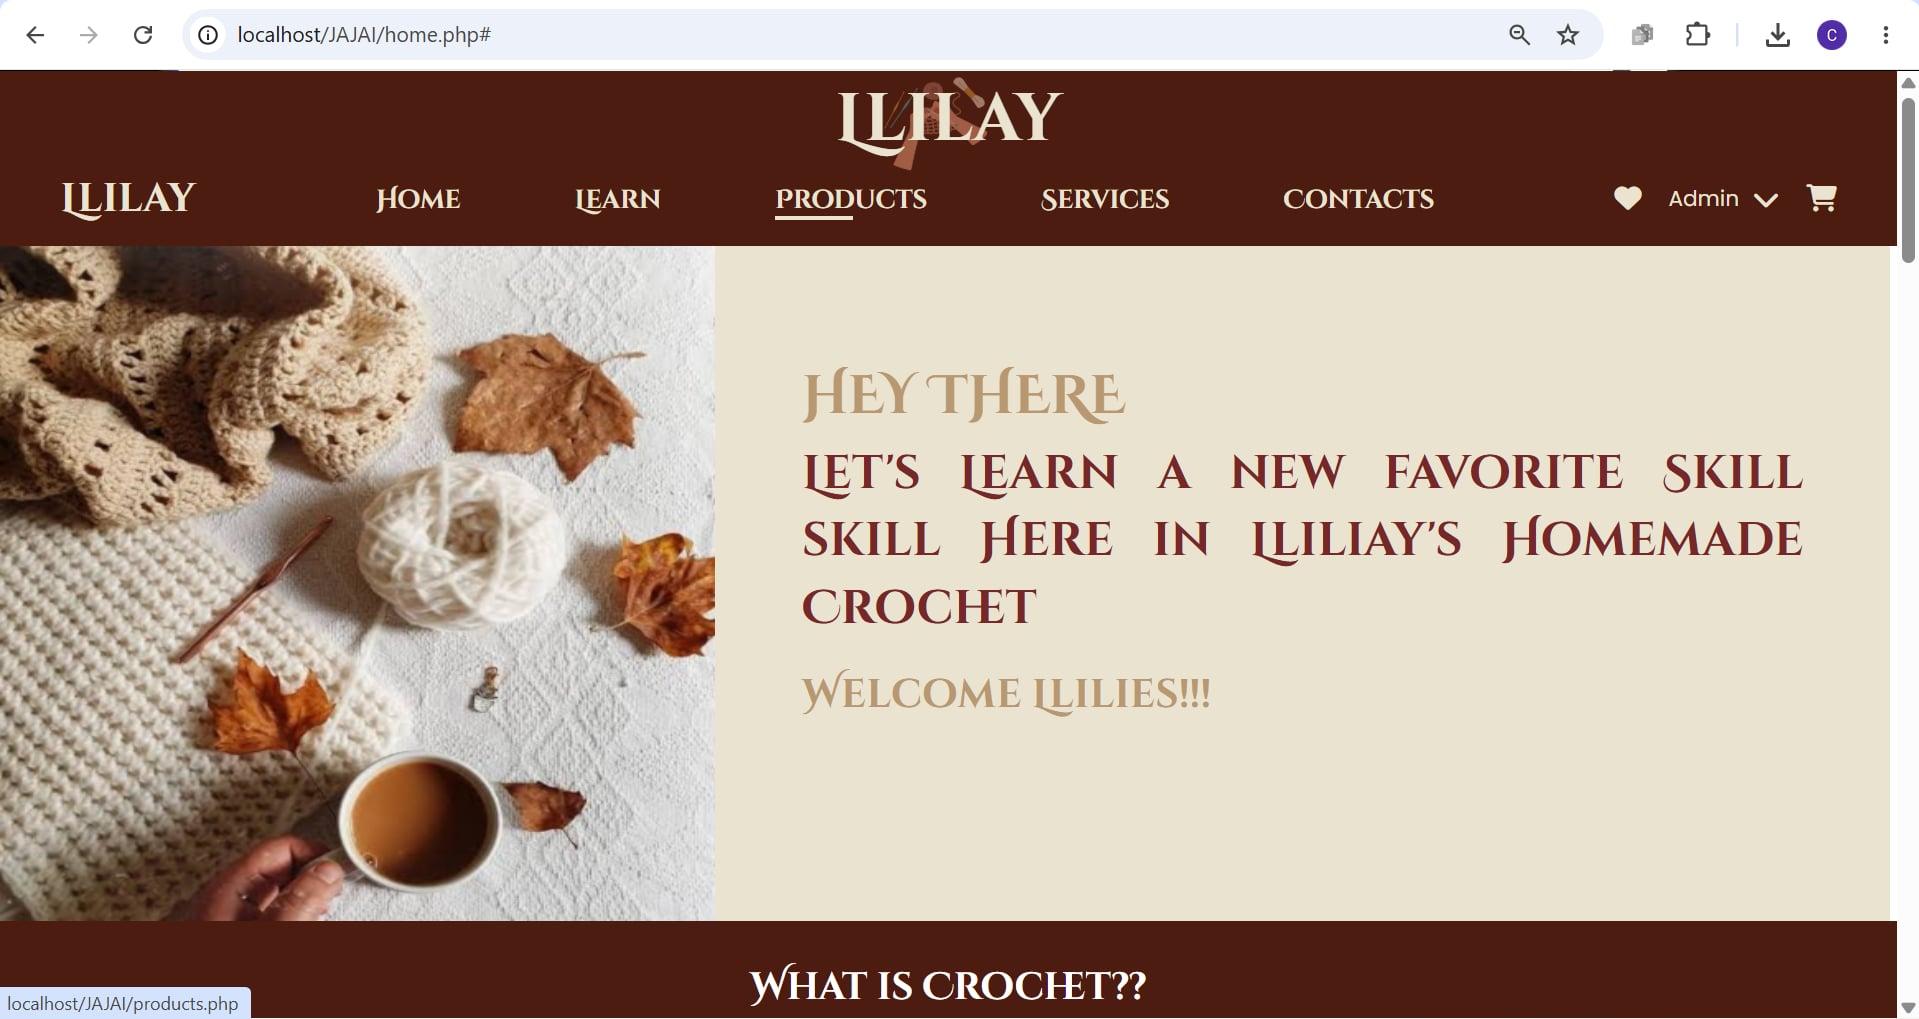 localhost/JAJAI/home.php#
C
LLILAY
LLILAY Home Learn Products Services Contacts Admin
HEY THERE
Let's Learn a new favorite Skill
skill Here in LLiliay's Homemade
Crochet
Welcome LLilies!!!
What is Crochet??
localhost/JAJAI/products.php